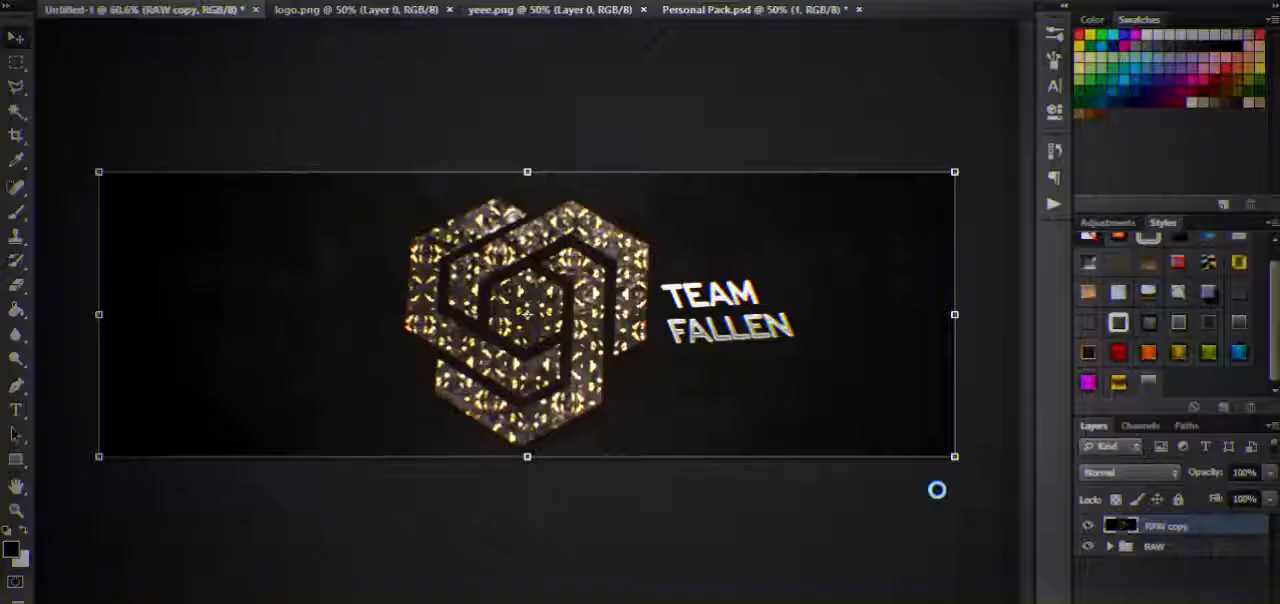 Untitled-1 @ 60.6% (RAW copy, RGB/8) *
logo.png @ 50% (Layer 0, RGB/8)
yeee.png @ 50% (Layer 0, RGB/8)
Personal Pack.psd @ 50% (1, RGB/8) *
Color
Swatches
Adjustments
Styles
TEAM
FALLEN
Layers
Channels
Paths
Kind
Normal
Opacity: 100%
Lock:
Fill: 100%
RAW copy
RAW